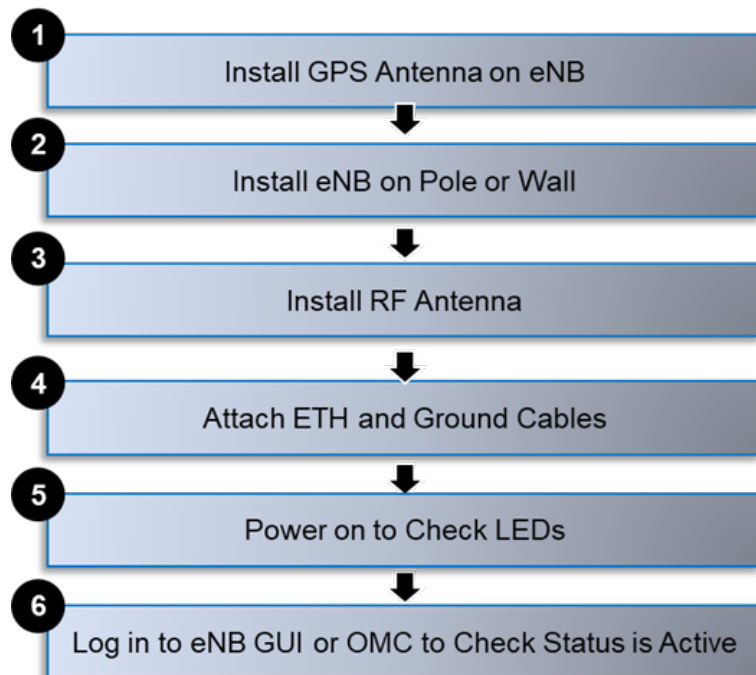 1
Install GPS Antenna on eNB
2
Install eNB on Pole or Wall
3
Install RF Antenna
4
Attach ETH and Ground Cables
5
Power on to Check LEDs
6
Log in to eNB GUI or OMC to Check Status is Active